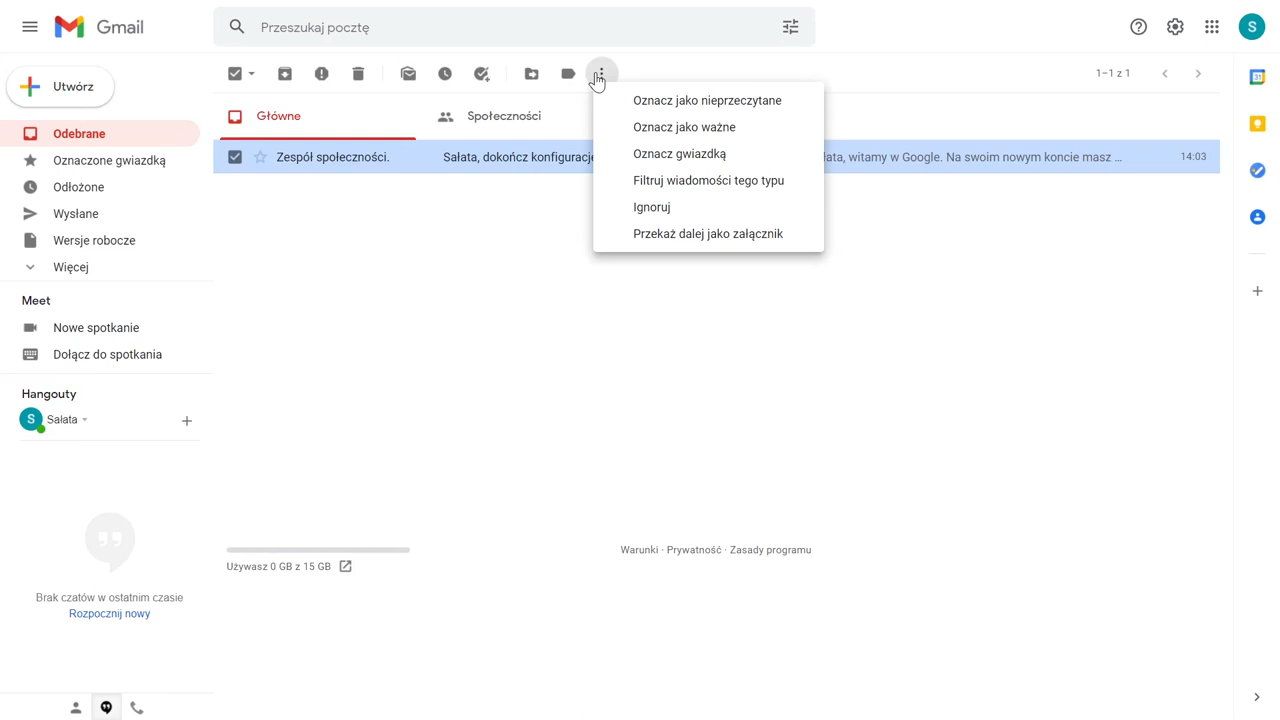 Gmail
Przeszukaj pocztę
S
Utwórz
1–1 z 1
Odebrane
Oznaczone gwiazdką
Odłożone
Wysłane
Wersje robocze
Więcej
Meet
Nowe spotkanie
Dołącz do spotkania
Hangouty
S
Sałata
Brak czatów w ostatnim czasie
Rozpocznij nowy
Główne
Społeczności
Zespół społeczności. Sałata, dokończ konfigurację łata, witamy w Google. Na swoim nowym koncie masz ... 14:03
Oznacz jako nieprzeczytane
Oznacz jako ważne
Oznacz gwiazdką
Filtruj wiadomości tego typu
Ignoruj
Przekaż dalej jako załącznik
Warunki · Prywatność · Zasady programu
Używasz 0 GB z 15 GB
31